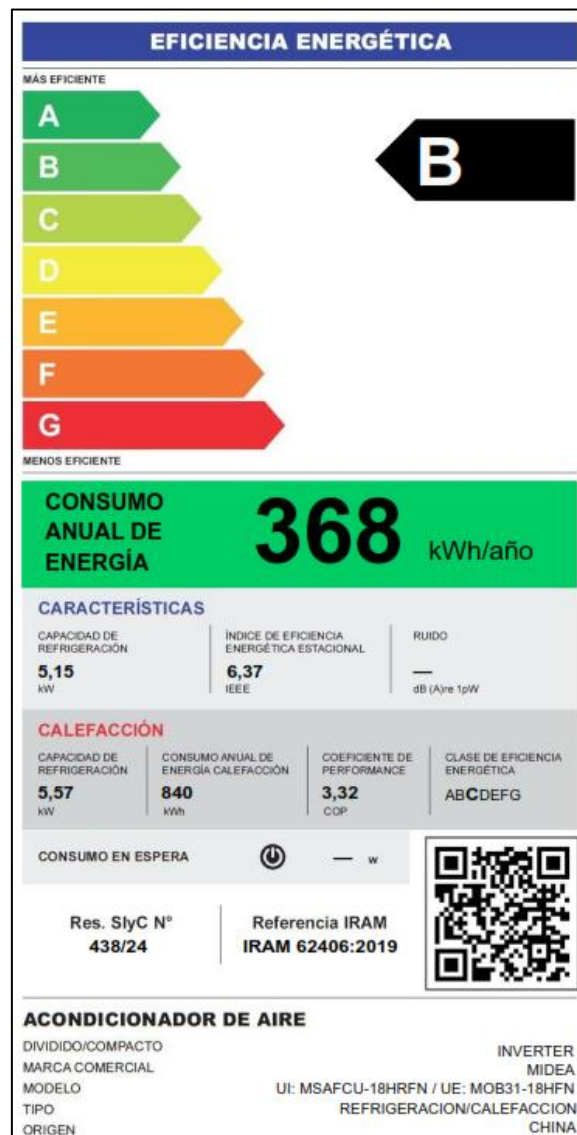 EFICIENCIA ENERGÉTICA
MÁS EFICIENTE
A
B
B
C
D
E
F
G
MENOS EFICIENTE
CONSUMO
ANUAL DE
ENERGÍA
368 kWh/año
CARACTERÍSTICAS
CAPACIDAD DE
REFRIGERACIÓN
5,15
kW
ÍNDICE DE EFICIENCIA
ENERGÉTICA ESTACIONAL
6,37
IEEE
RUIDO
—
dB (A)re 1pW
CALEFACCIÓN
CAPACIDAD DE
REFRIGERACIÓN
5,57
kW
CONSUMO ANUAL DE
ENERGÍA CALEFACCIÓN
840
kWh
COEFICIENTE DE
PERFORMANCE
3,32
COP
CLASE DE EFICIENCIA
ENERGÉTICA
ABCDEFG
CONSUMO EN ESPERA — w
Res. SIyC N°
438/24
Referencia IRAM
IRAM 62406:2019
ACONDICIONADOR DE AIRE
DIVIDIDO/COMPACTO INVERTER
MARCA COMERCIAL MIDEA
MODELO UI: MSAFCU-18HRFN / UE: MOB31-18HFN
TIPO REFRIGERACION/CALEFACCION
ORIGEN CHINA